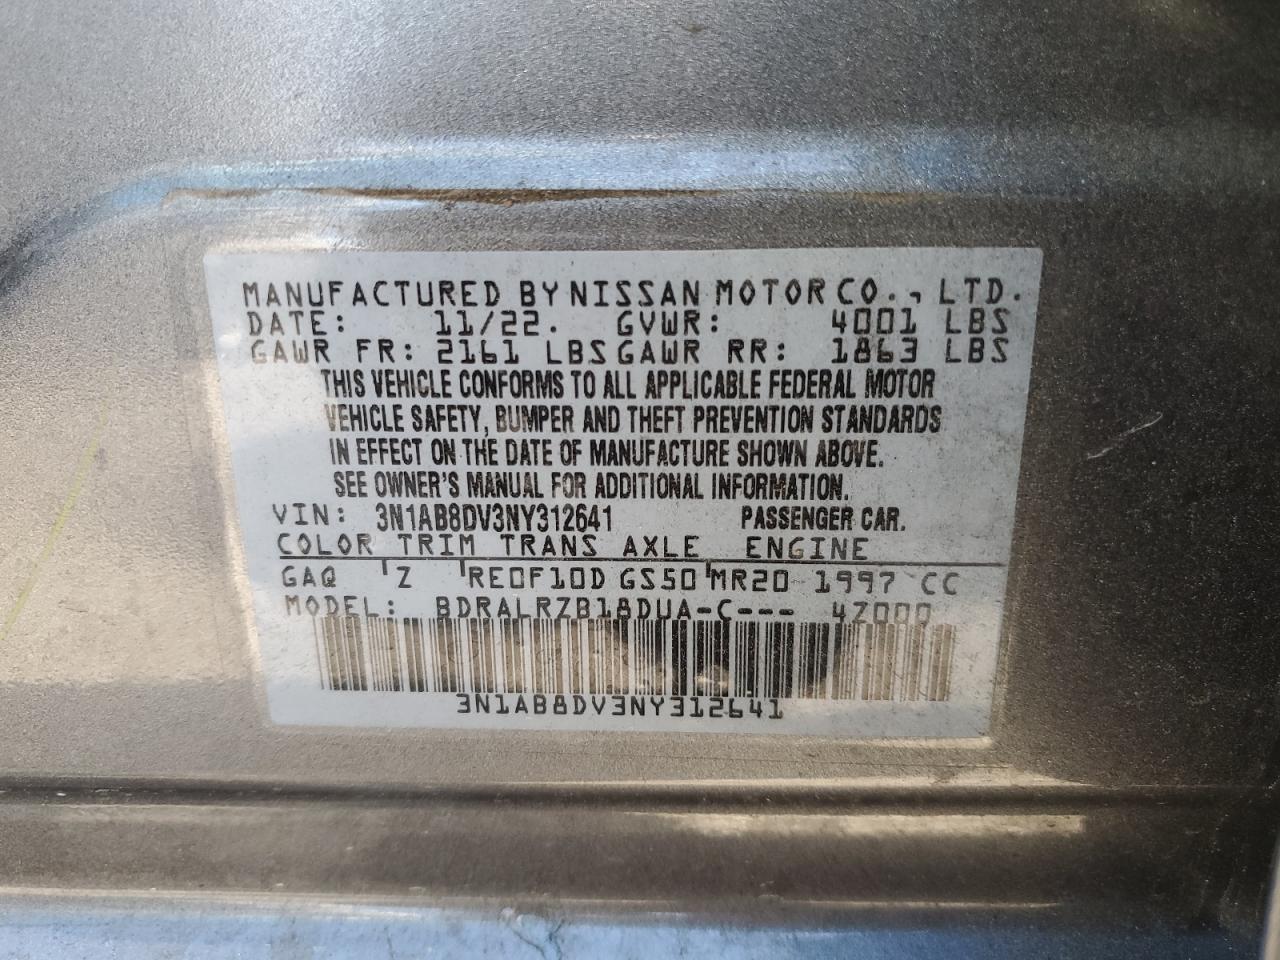 MANUFACTURED BY NISSAN MOTOR CO., LTD.
DATE: 11/22. GVWR: 4001 LBS
GAWR FR: 2161 LBS GAWR RR: 1863 LBS
THIS VEHICLE CONFORMS TO ALL APPLICABLE FEDERAL MOTOR
VEHICLE SAFETY, BUMPER AND THEFT PREVENTION STANDARDS
IN EFFECT ON THE DATE OF MANUFACTURE SHOWN ABOVE.
SEE OWNER'S MANUAL FOR ADDITIONAL INFORMATION.
VIN: 3N1AB8DV3NY312641 PASSENGER CAR.
COLOR TRIM TRANS AXLE ENGINE
GAQ Z RE0F10D GS50 MR20 1997 CC
MODEL: BDRALRZB18DUA-C--- 4Z000
3N1AB8DV3NY312641